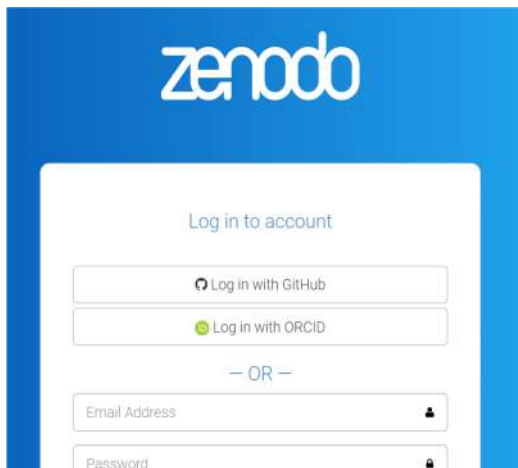 zenodo
Log in to account
Log in with GitHub
Log in with ORCID
— OR —
Email Address
Password